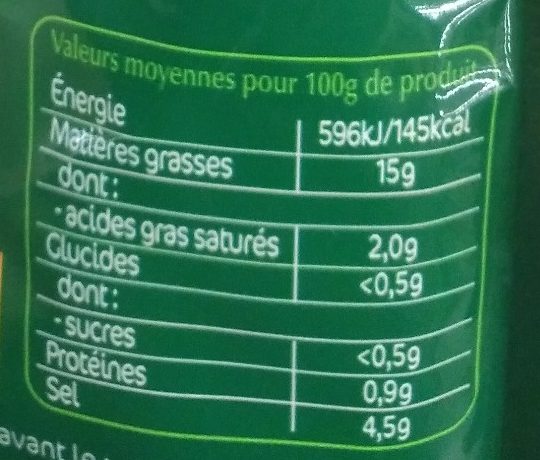 Valeurs moyennes pour 100g de produit
Énergie 596kJ/145kcal
Matières grasses 15g
dont :
- acides gras saturés 2,0g
Glucides <0,5g
dont :
- sucres <0,5g
Protéines 0,9g
Sel 4,5g
avant le